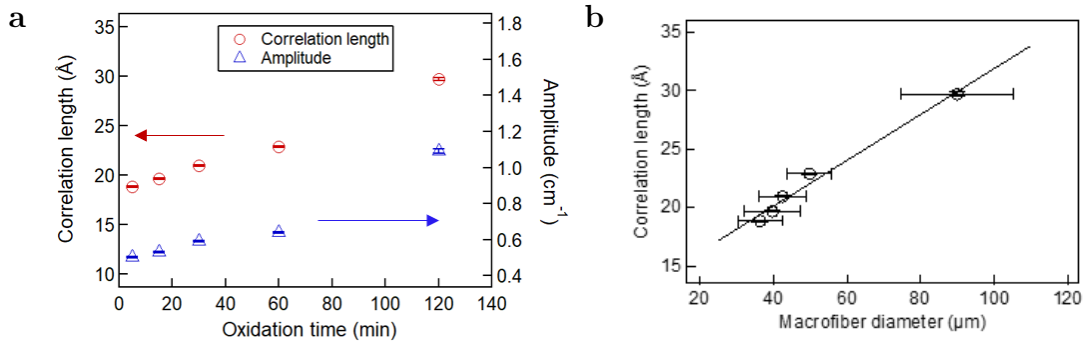 a
35
30
25
20
15
10
Correlation length (Å)
Correlation length
Amplitude
1.8
1.6
1.4
1.2
1.0
0.8
0.6
0.4
Amplitude (cm⁻¹)
0 20 40 60 80 100 120 140
Oxidation time (min)
b
35
30
25
20
15
Correlation length (Å)
20 40 60 80 100 120
Macrofiber diameter (μm)